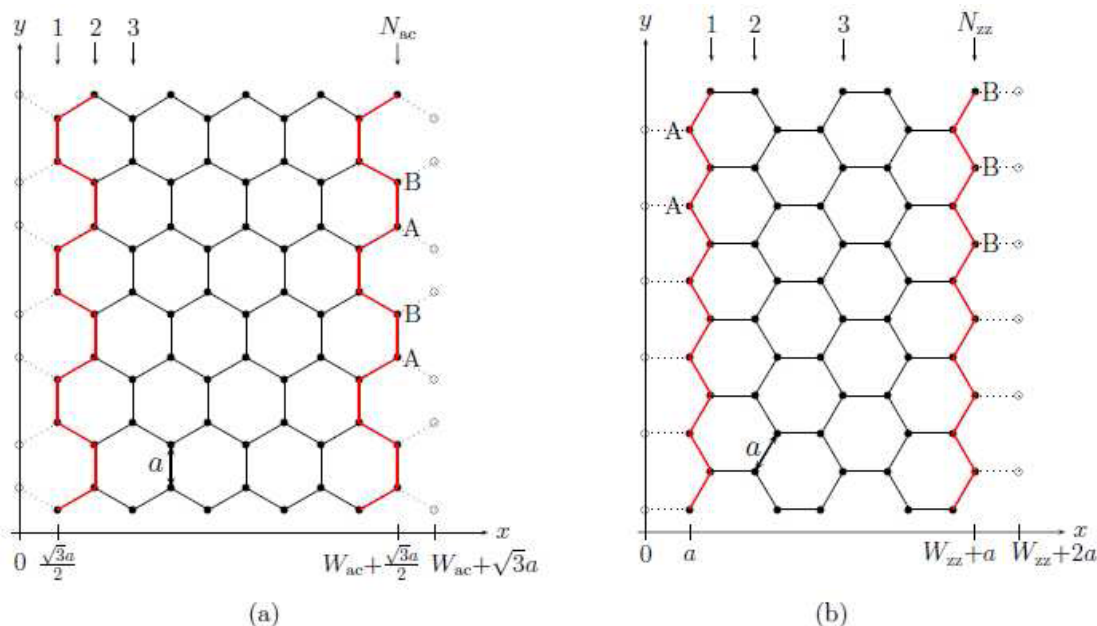 y 1 2 3 N_ac
B
A
B
A
a
x
0 √3a/2 W_ac+√3a/2 W_ac+√3a
(a)
y 1 2 3 N_zz
B
A
B
A
B
a
x
0 a W_zz+a W_zz+2a
(b)